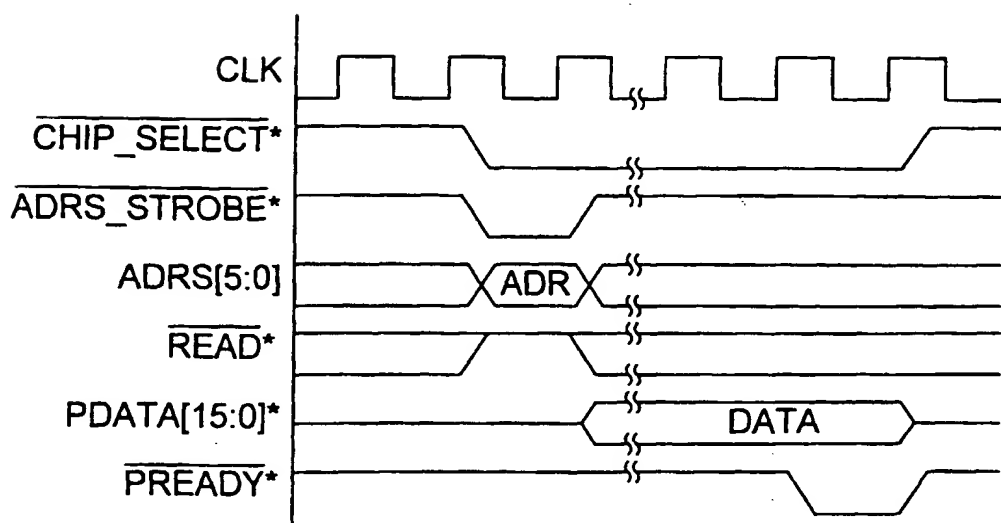 CLK
CHIP_SELECT*
ADRS_STROBE*
ADRS[5:0]
ADR
READ*
PDATA[15:0]*
DATA
PREADY*